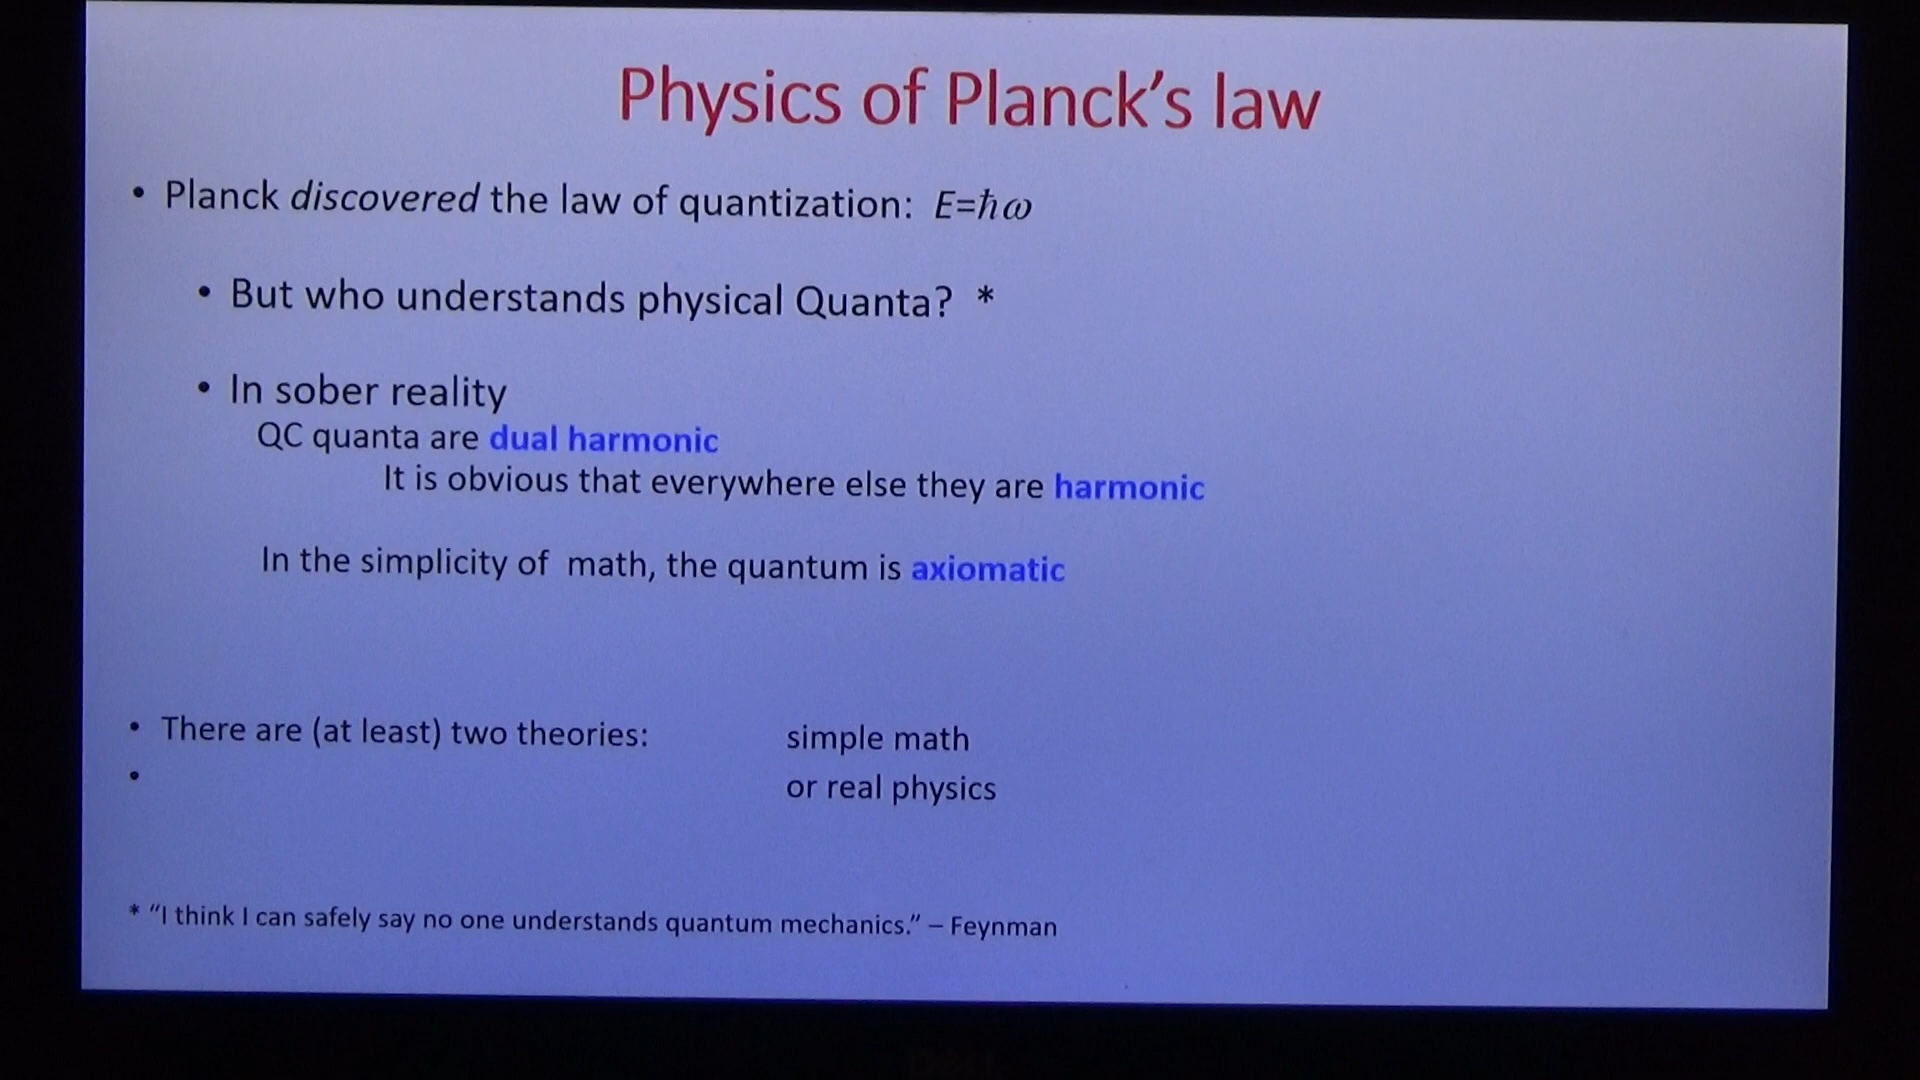 Physics of Planck’s law
• Planck discovered the law of quantization: E=ħω
• But who understands physical Quanta? *
• In sober reality
QC quanta are dual harmonic
It is obvious that everywhere else they are harmonic
In the simplicity of math, the quantum is axiomatic
• There are (at least) two theories: simple math
• or real physics
* “I think I can safely say no one understands quantum mechanics.” – Feynman